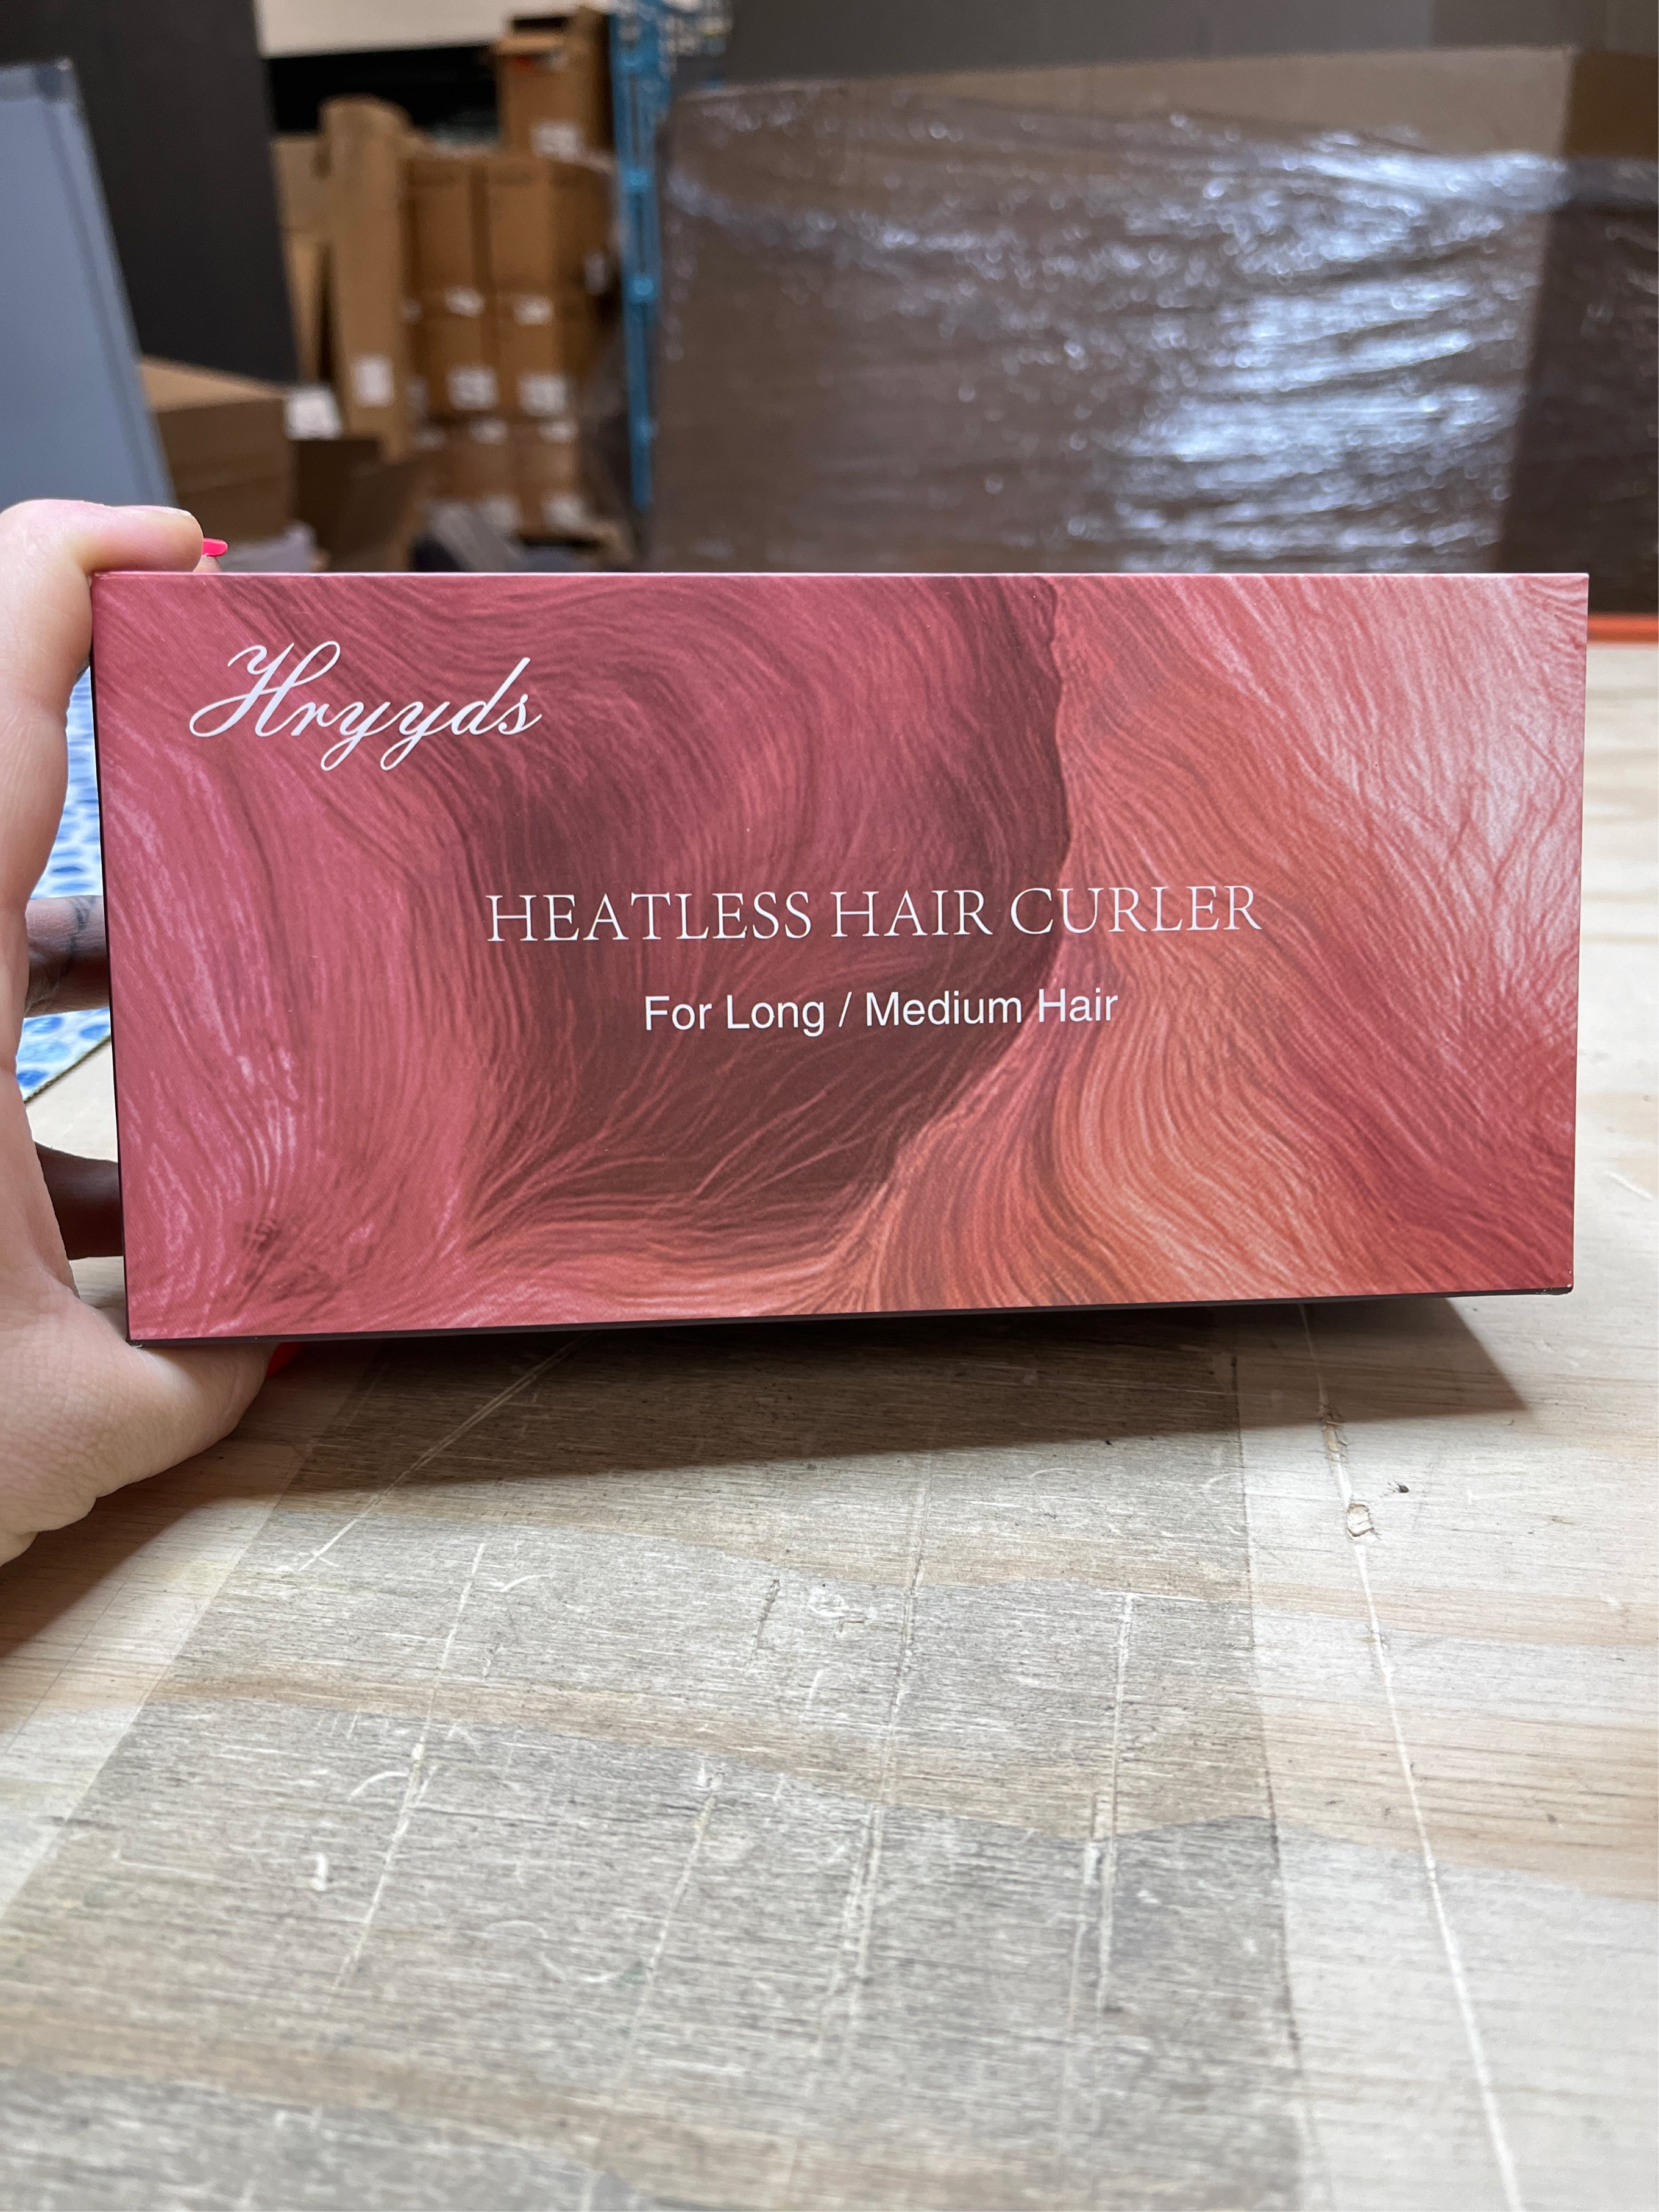 Hryyds
HEATLESS HAIR CURLER
For Long / Medium Hair